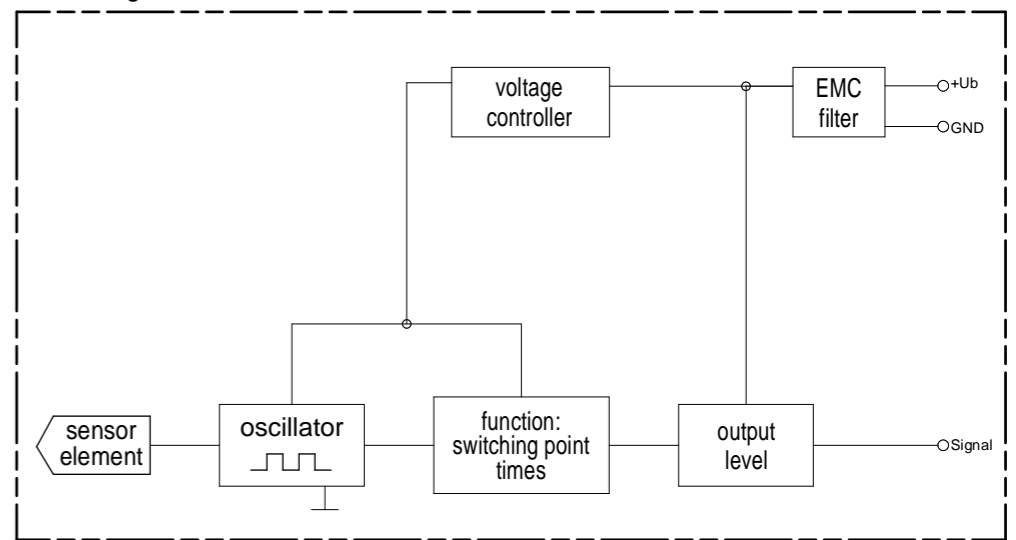 voltage
controller
EMC
filter
+Ub
GND
sensor
element
oscillator
function:
switching point
times
output
level
Signal